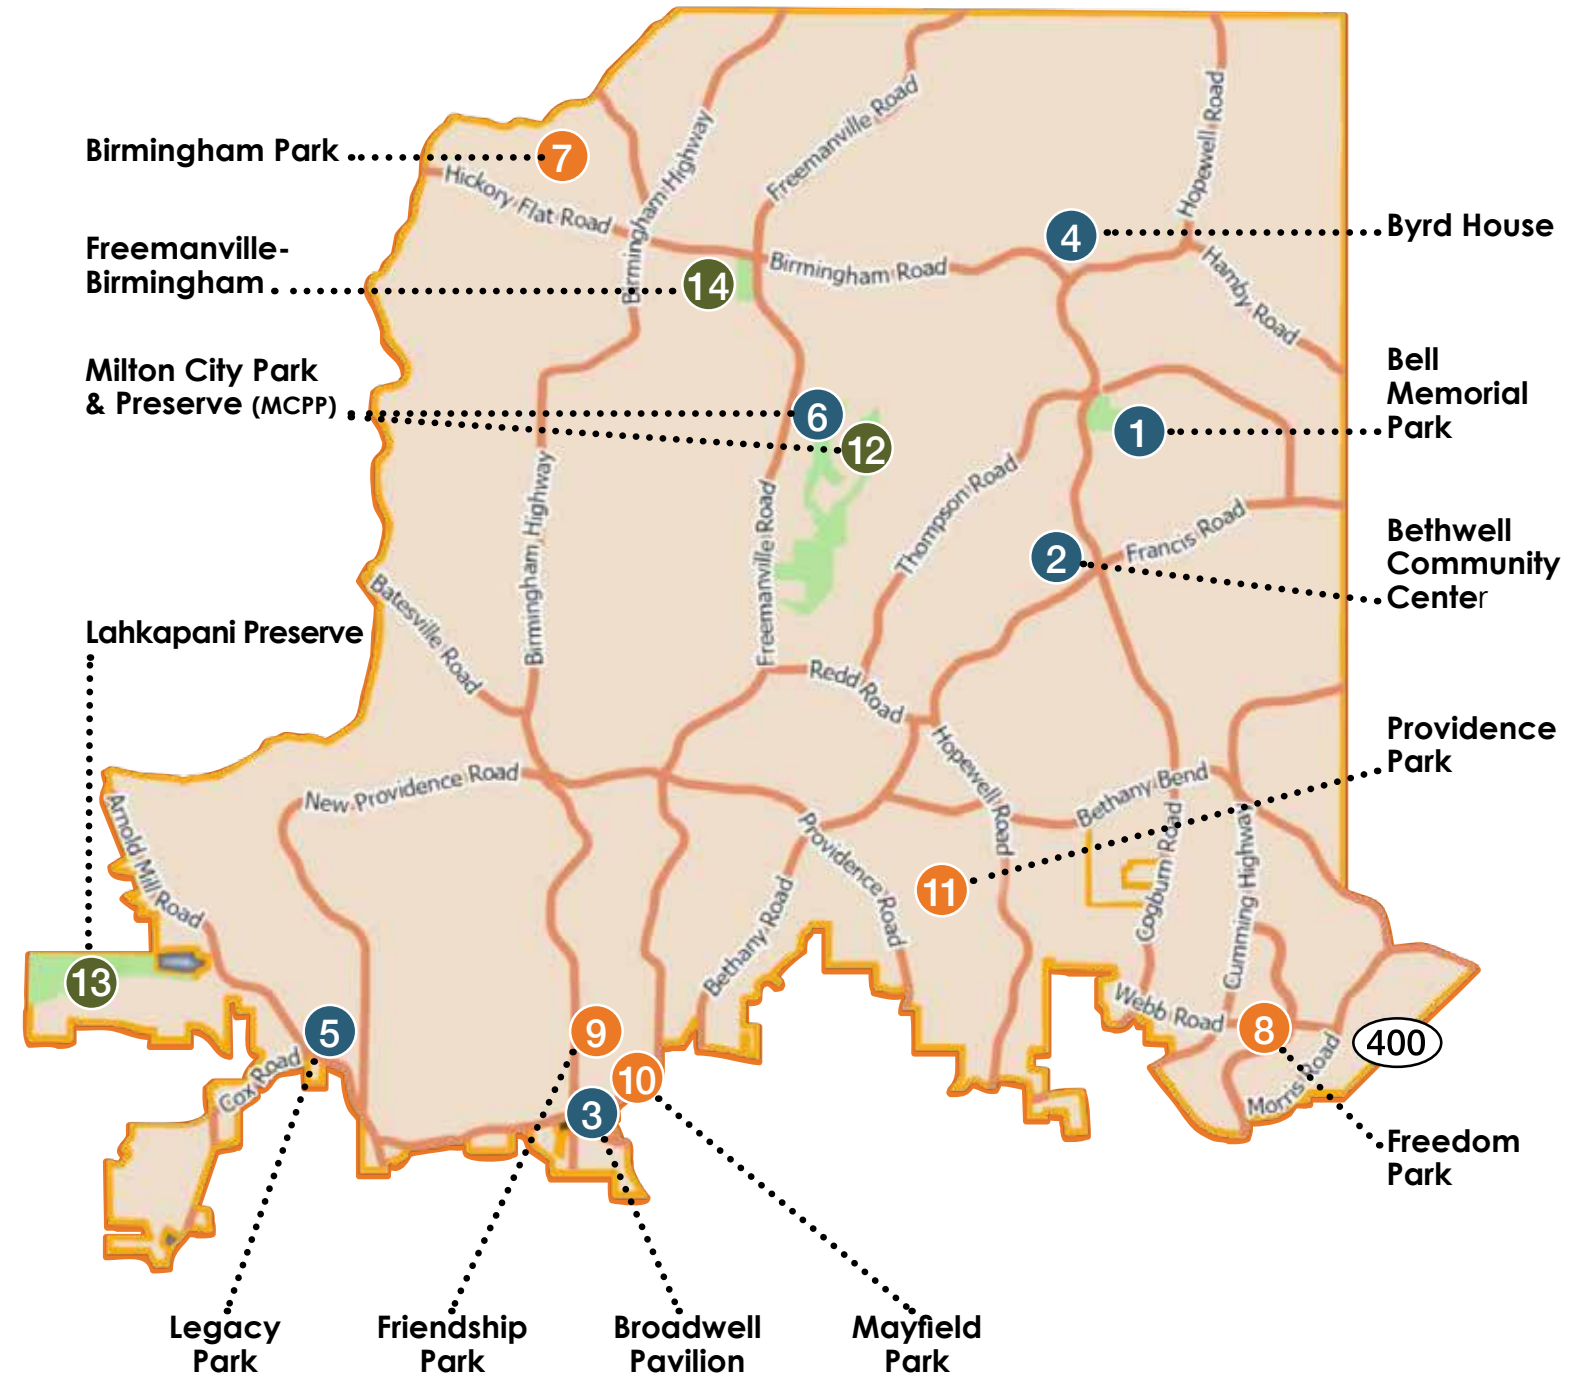 Birmingham Park
7
Hickory Flat Road
Birmingham Highway
Freemanville Road
Hopewell Road
4
Byrd House
Freemanville-
Birmingham
14
Birmingham Highway
Birmingham Road
Hamby Road
Milton City Park
& Preserve (MCPP)
6
12
1
Bell
Memorial
Park
Birmingham Highway
Freemanville Road
Thompson Road
2
Francis Road
Bethwell
Community
Center
Batesville Road
Lahkapani Preserve
Redd Road
Hopewell Road
Providence
Park
New Providence Road
Bethany Bend
Arnold Mill Road
Providence Road
Bethany Road
11
Cogburn Road
Cumming Highway
13
5
9
10
3
Cox Road
Webb Road
8
Morris Road
400
Freedom
Park
Legacy
Park
Friendship
Park
Broadwell
Pavilion
Mayfield
Park